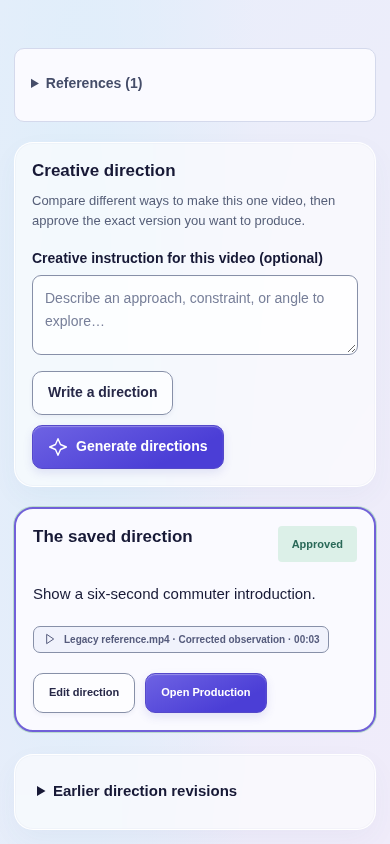 References (1)
Creative direction
Compare different ways to make this one video, then
approve the exact version you want to produce.
Creative instruction for this video (optional)
Describe an approach, constraint, or angle to
explore…
Write a direction
Generate directions
The saved direction
Approved
Show a six-second commuter introduction.
Legacy reference.mp4 · Corrected observation · 00:03
Edit direction
Open Production
Earlier direction revisions